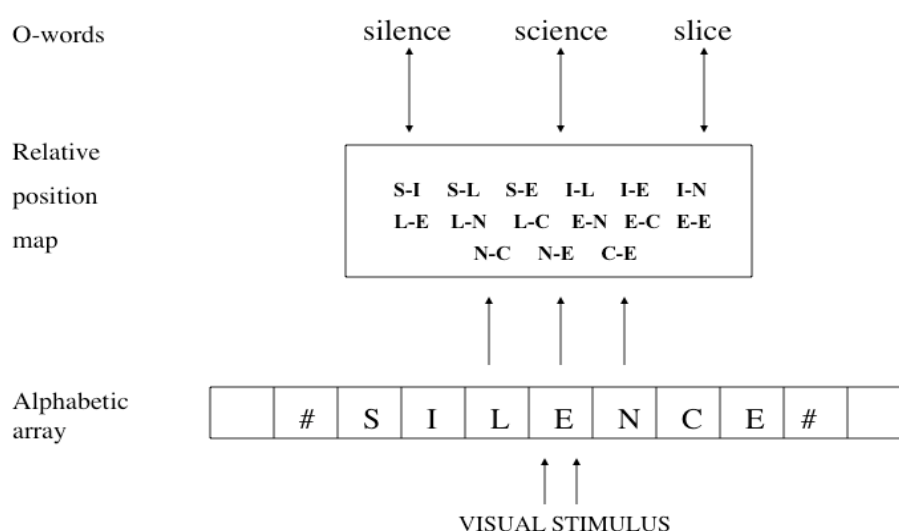 O-words silence science slice
Relative
position
map
S-I S-L S-E I-L I-E I-N
L-E L-N L-C E-N E-C E-E
N-C N-E C-E
Alphabetic
array
# S I L E N C E #
VISUAL STIMULUS